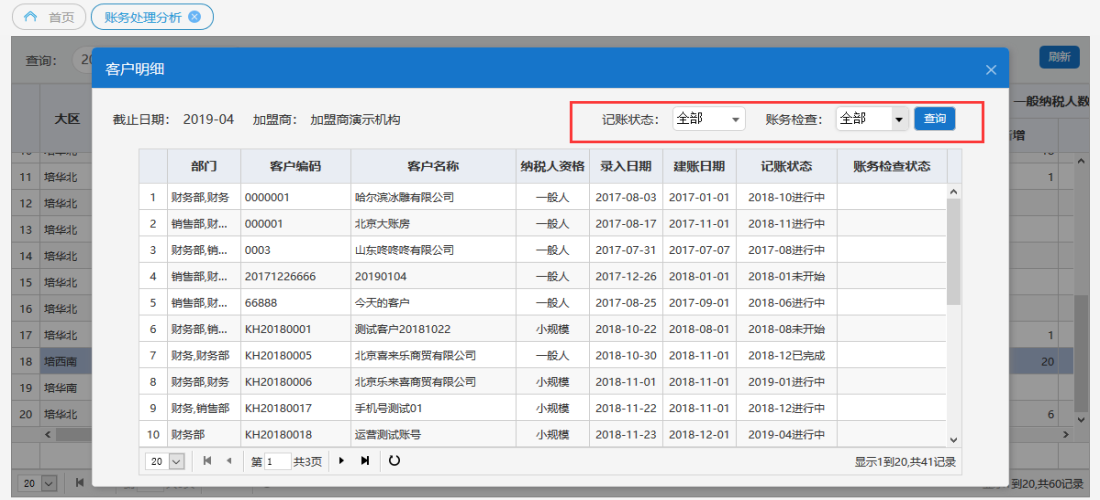 首页 账务处理分析
查询： 20 刷新
客户明细
截止日期： 2019-04 加盟商： 加盟商演示机构 记账状态： 全部 账务检查： 全部 查询
大区 一般纳税人数
增
部门 客户编码 客户名称 纳税人资格 录入日期 建账日期 记账状态 账务检查状态
1 财务部,财务 0000001 哈尔滨冰雕有限公司 一般人 2017-08-03 2017-01-01 2018-10进行中
2 销售部,财... 000001 北京大账房 一般人 2017-08-17 2017-11-01 2018-11进行中
3 财务部,销... 0003 山东咚咚咚有限公司 一般人 2017-07-31 2017-07-07 2017-08进行中
4 销售部,财... 20171226666 20190104 一般人 2017-12-26 2018-01-01 2018-01未开始
5 销售部,财... 66888 今天的客户 一般人 2017-08-25 2017-09-01 2018-06进行中
6 财务部,销... KH20180001 测试客户20181022 小规模 2018-10-22 2018-08-01 2018-08未开始
7 财务,财务部 KH20180005 北京喜来乐商贸有限公司 一般人 2018-10-30 2018-11-01 2018-12已完成
8 财务部,财务 KH20180006 北京乐来喜商贸有限公司 小规模 2018-11-01 2018-11-01 2019-01进行中
9 财务,销售部 KH20180017 手机号测试01 小规模 2018-11-22 2018-11-01 2018-12进行中
10 财务部 KH20180018 运营测试账号 小规模 2018-11-23 2018-12-01 2019-04进行中
20 第 1 共3页 显示1到20,共41记录
11 培华北 1
12 培华北
13 培华北
14 培华北
15 培华北
16 培华北
17 培华北 1
18 培西南 20
19 培华南
20 培华北 6
20 到20,共60记录